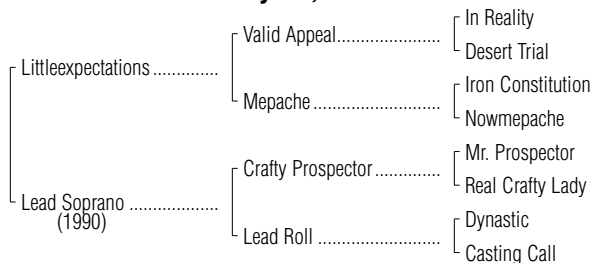 In Reality
Valid Appeal....................
Desert Trial
Littleexpectations .............
Iron Constitution
Mepache .........................
Nowmepache
Mr. Prospector
Crafty Prospector.............
Real Crafty Lady
Lead Soprano ..................
(1990)
Dynastic
Lead Roll ........................
Casting Call